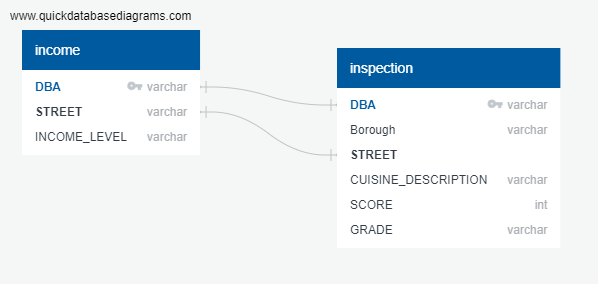 www.quickdatabasediagrams.com
income
DBA varchar
STREET varchar
INCOME_LEVEL varchar
inspection
DBA varchar
Borough varchar
STREET
CUISINE_DESCRIPTION varchar
SCORE int
GRADE varchar